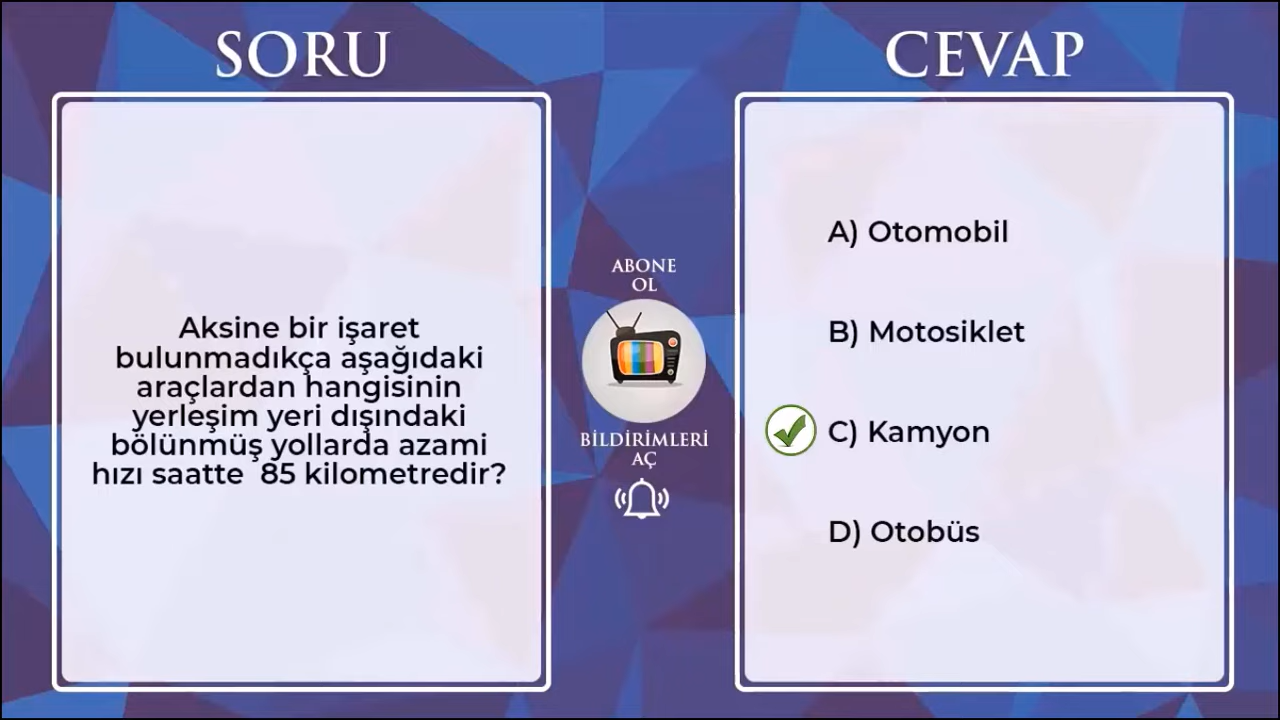 SORU
Aksine bir işaret
bulunmadıkça aşağıdaki
araçlardan hangisinin
yerleşim yeri dışındaki
bölünmüş yollarda azami
hızı saatte  85 kilometredir?
ABONE
OL
BİLDİRİMLERİ
AÇ
CEVAP
A) Otomobil
B) Motosiklet
C) Kamyon
D) Otobüs